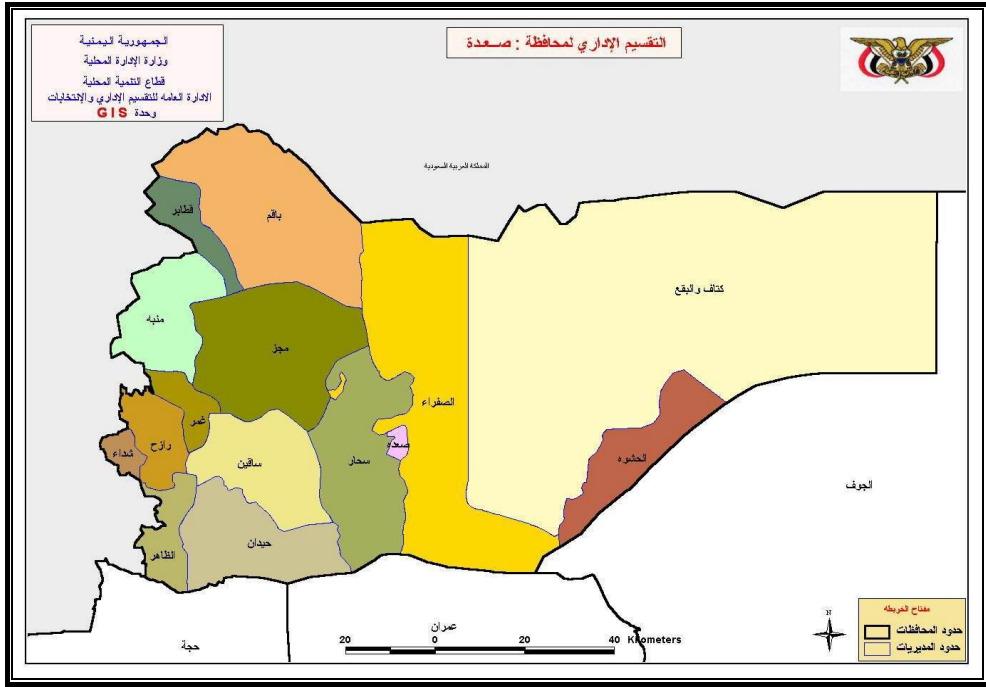 الجمهورية اليمنية
وزارة الإدارة المحلية
قطاع التنمية المحلية
الادارة العامه للتقسيم الإداري والإنتخابات
وحدة GIS
التقسيم الإداري لمحافظة : صـعـدة
المملكة العربية السعودية
باقم
قطابر
كتاف والبقع
منبه
مجز
الصفراء
غمر
رازح
شداء
صعده
ساقين
سحار
الحشوه
الجوف
حيدان
الظاهر
عمران
حجة
20 0 20 40 Kilometers
N
مفتاح الخريطه
حدود المحافظات
حدود المديريات